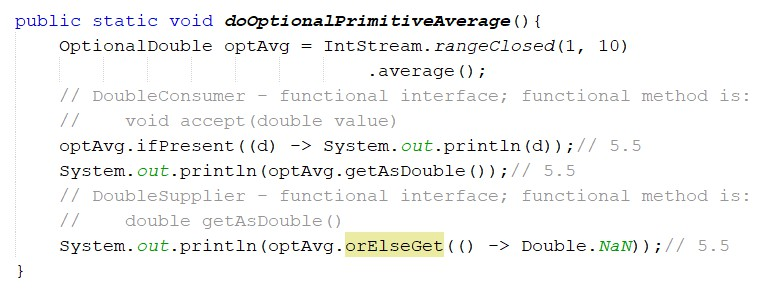 public static void doOptionalPrimitiveAverage(){
    OptionalDouble optAvg = IntStream.rangeClosed(1, 10)
                                     .average();
    // DoubleConsumer - functional interface; functional method is:
    //    void accept(double value)
    optAvg.ifPresent((d) -> System.out.println(d));// 5.5
    System.out.println(optAvg.getAsDouble());// 5.5
    // DoubleSupplier - functional interface; functional method is:
    //    double getAsDouble()
    System.out.println(optAvg.orElseGet(() -> Double.NaN));// 5.5
}